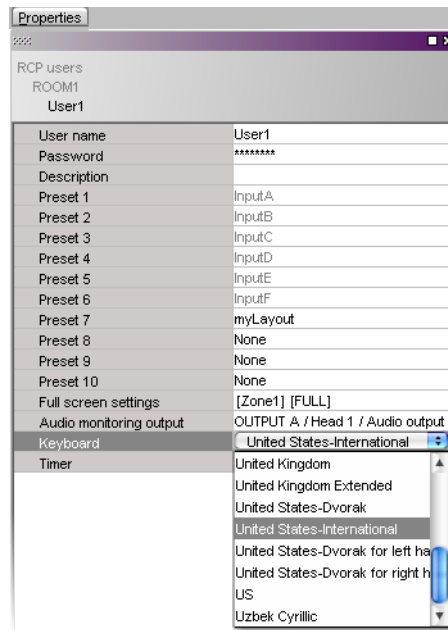 Properties
RCP users
ROOM1
User1
User name User1
Password ********
Description
Preset 1 InputA
Preset 2 InputB
Preset 3 InputC
Preset 4 InputD
Preset 5 InputE
Preset 6 InputF
Preset 7 myLayout
Preset 8 None
Preset 9 None
Preset 10 None
Full screen settings [Zone1] [FULL]
Audio monitoring output OUTPUT A / Head 1 / Audio output
Keyboard United States-International
Timer
United Kingdom
United Kingdom Extended
United States-Dvorak
United States-International
United States-Dvorak for left ha
United States-Dvorak for right h
US
Uzbek Cyrillic